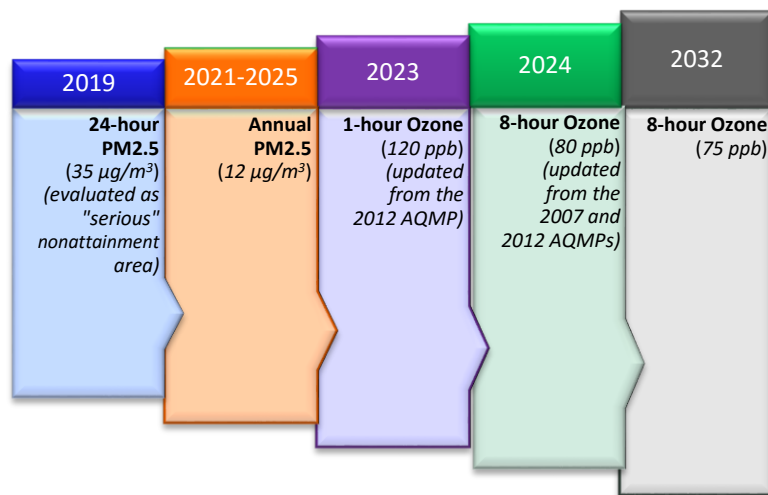 2019
24-hour
PM2.5
(35 µg/m³)
(evaluated as
"serious"
nonattainment
area)
2021-2025
Annual
PM2.5
(12 µg/m³)
2023
1-hour Ozone
(120 ppb)
(updated
from the
2012 AQMP)
2024
8-hour Ozone
(80 ppb)
(updated
from the
2007 and
2012 AQMPs)
2032
8-hour Ozone
(75 ppb)